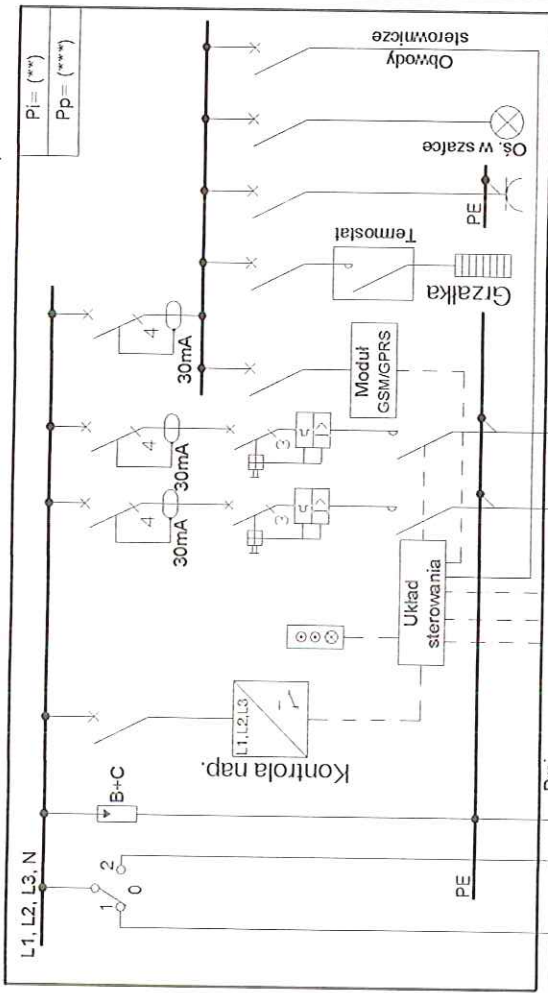 Pi= (**)
Pp= (***)
L1, L2, L3, N
1
2
0
B+C
L1,L2,L3
Kontrola nap.
4
30mA
4
30mA
4
30mA
3
3
Układ
sterowania
Moduł
GSM/GPRS
Termostat
Grzałka
PE
Oś. w szafce
Obwody
sterownicze
PE